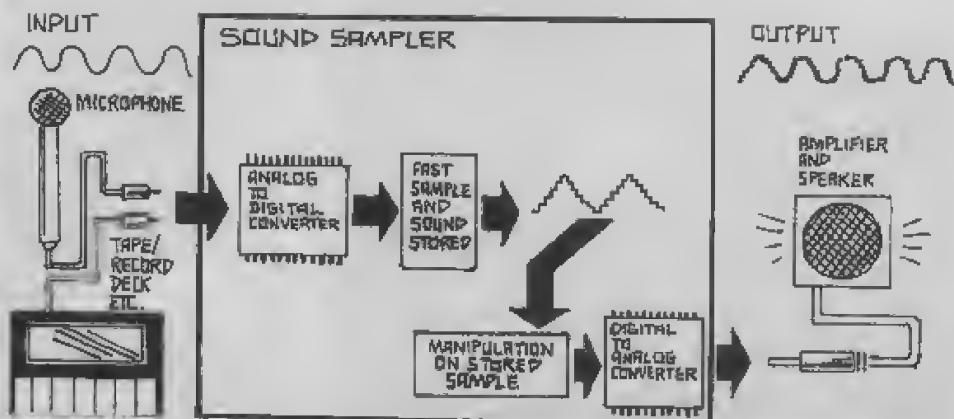 INPUT
SOUND SAMPLER
OUTPUT
MICROPHONE
TAPE/
RECORD
DECK
ETC.
ANALOG
TO
DIGITAL
CONVERTER
FAST
SAMPLE
AND
SOUND
STORED
MANIPULATION
ON STORED
SAMPLE
DIGITAL
TO
ANALOG
CONVERTER
AMPLIFIER
AND
SPEAKER